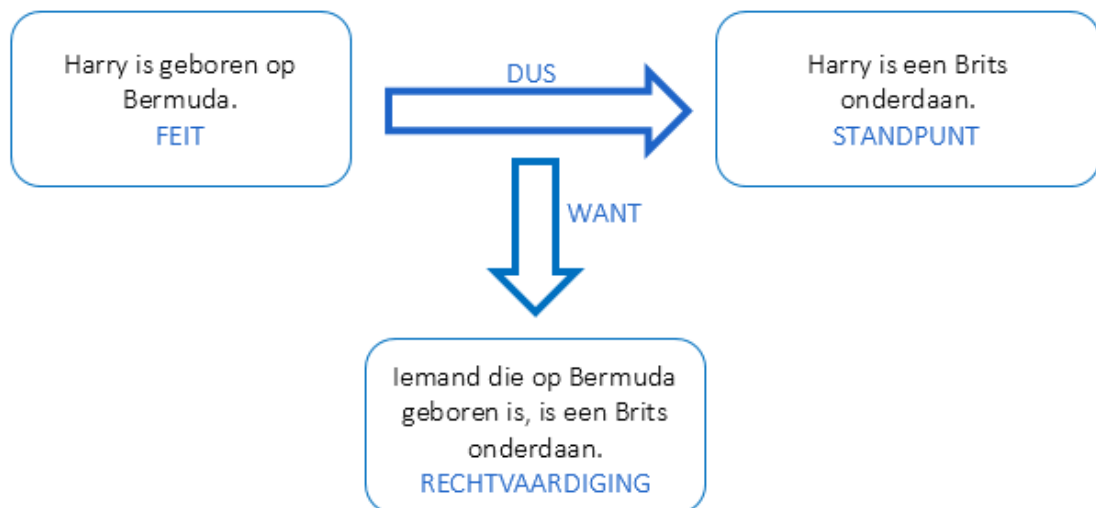 Harry is geboren op
Bermuda.
FEIT
DUS
Harry is een Brits
onderdaan.
STANDPUNT
WANT
Iemand die op Bermuda
geboren is, is een Brits
onderdaan.
RECHTVAARDIGING